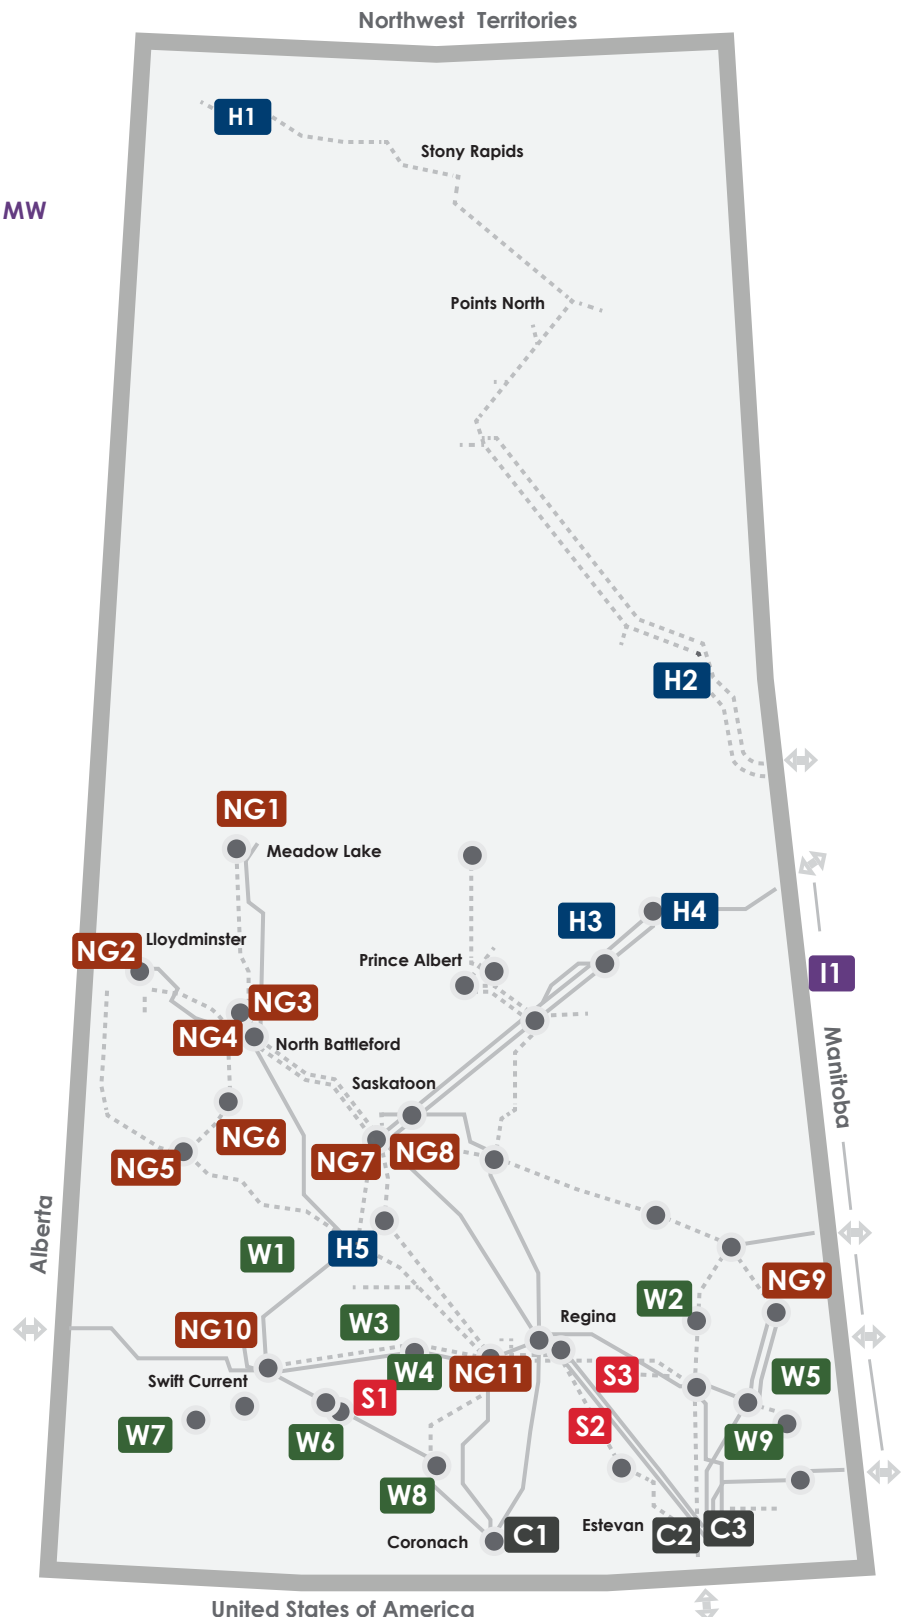 Northwest Territories
H1
Stony Rapids
MW
Points North
H2
NG1
Meadow Lake
H3
H4
Lloydminster
NG2
Prince Albert
I1
NG3
NG4
North Battleford
Manitoba
Saskatoon
NG6
NG7
NG8
NG5
Alberta
W1
H5
NG9
W2
Regina
W3
NG10
W4
NG11
S3
W5
Swift Current
S1
S2
W7
W6
W9
W8
Estevan
C3
C2
C1
Coronach
United States of America